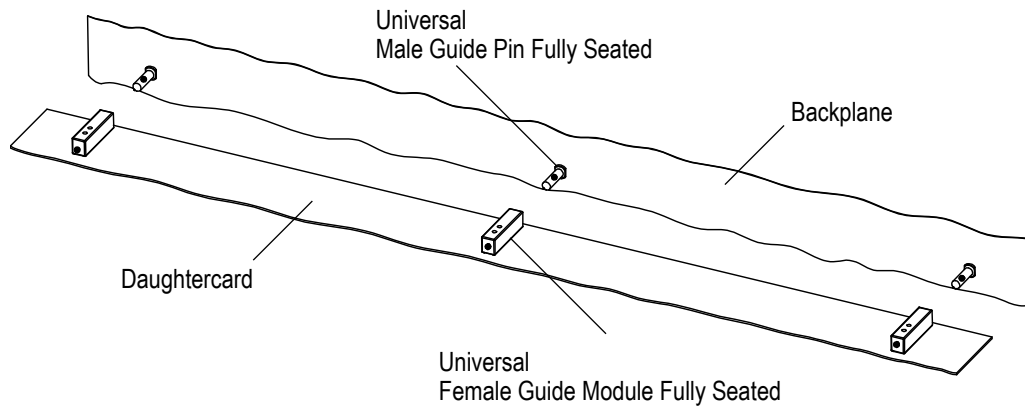 Universal
Male Guide Pin Fully Seated
Backplane
Daughtercard
Universal
Female Guide Module Fully Seated